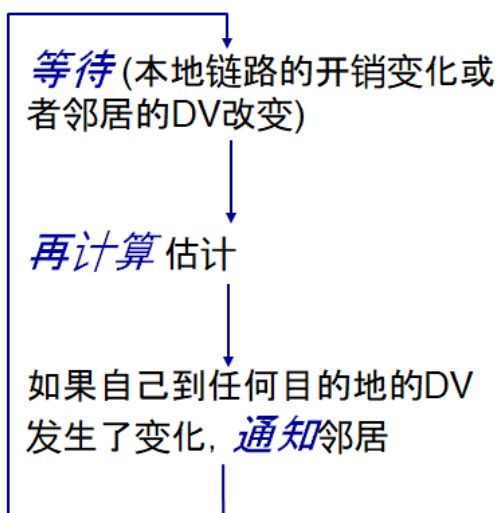 等待 (本地链路的开销变化或
者邻居的DV改变)
再计算 估计
如果自己到任何目的地的DV
发生了变化, 通知邻居